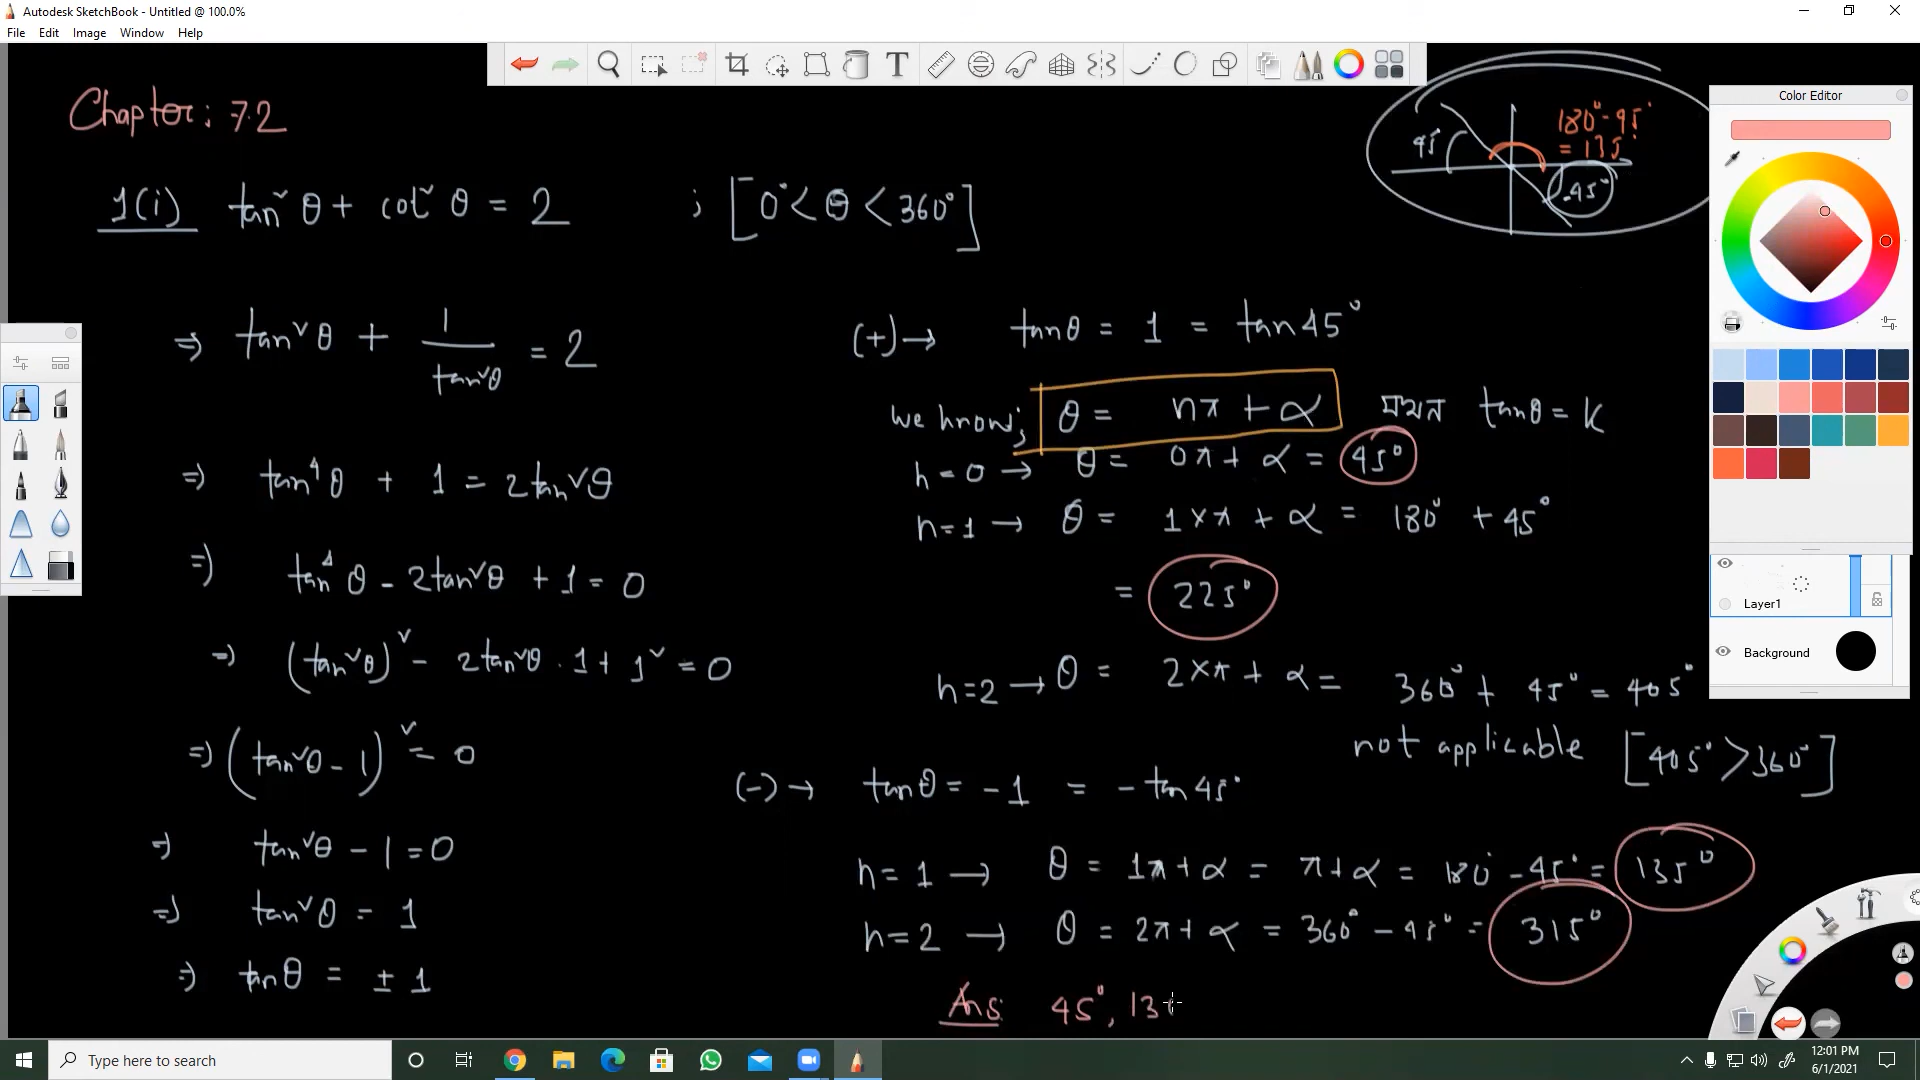 Autodesk SketchBook - Untitled @ 100.0%
File Edit Image Window Help
Chapter: 7.2
1(i) tan²θ + cot²θ = 2 ; [0° < θ < 360°]
⇒ tan²θ + 1/tan²θ = 2
⇒ tan⁴θ + 1 = 2tan²θ
⇒ tan⁴θ - 2tan²θ + 1 = 0
⇒ (tan²θ)² - 2tan²θ . 1 + 1² = 0
⇒ (tan²θ - 1)² = 0
⇒ tan²θ - 1 = 0
⇒ tan²θ = 1
⇒ tanθ = ± 1
45
180° - 45°
= 135°
-45°
(+) → tanθ = 1 = tan45°
we know; θ = nπ + α যখন tanθ = K
n = 0 → θ = 0π + α = 45°
n = 1 → θ = 1×π + α = 180° + 45°
= 225°
n = 2 → θ = 2×π + α = 360° + 45° = 405°
not applicable [405° > 360°]
(-) → tanθ = -1 = - tan45°
n = 1 → θ = 1π + α = π + α = 180° - 45° = 135°
n = 2 → θ = 2π + α = 360° - 45° = 315°
Ans: 45°, 13
Color Editor
Layer1
Background
Type here to search
12:01 PM
6/1/2021